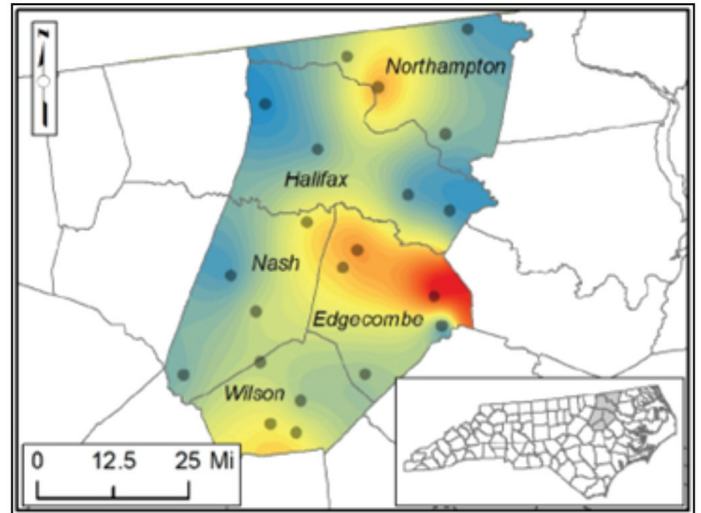 N
Northampton
Halifax
Nash
Edgecombe
Wilson
0 12.5 25 Mi